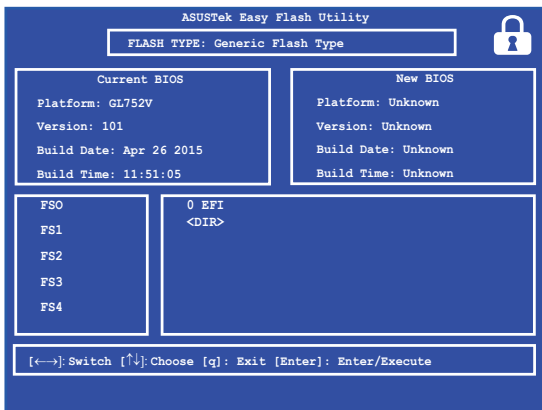 ASUSTek Easy Flash Utility
FLASH TYPE: Generic Flash Type
Current BIOS
Platform: GL752V
Version: 101
Build Date: Apr 26 2015
Build Time: 11:51:05
New BIOS
Platform: Unknown
Version: Unknown
Build Date: Unknown
Build Time: Unknown
FSO
FS1
FS2
FS3
FS4
0 EFI
<DIR>
[←→]: Switch [↑↓]: Choose [q]: Exit [Enter]: Enter/Execute